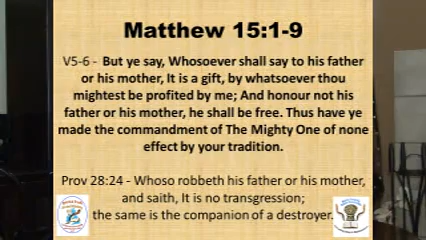 Matthew 15:1-9
V5-6 - But ye say, Whosoever shall say to his father
or his mother, It is a gift, by whatsoever thou
mightest be profited by me; And honour not his
father or his mother, he shall be free. Thus have ye
made the commandment of The Mighty One of none
effect by your tradition.
Prov 28:24 - Whoso robbeth his father or his mother,
and saith, It is no transgression;
the same is the companion of a destroyer.